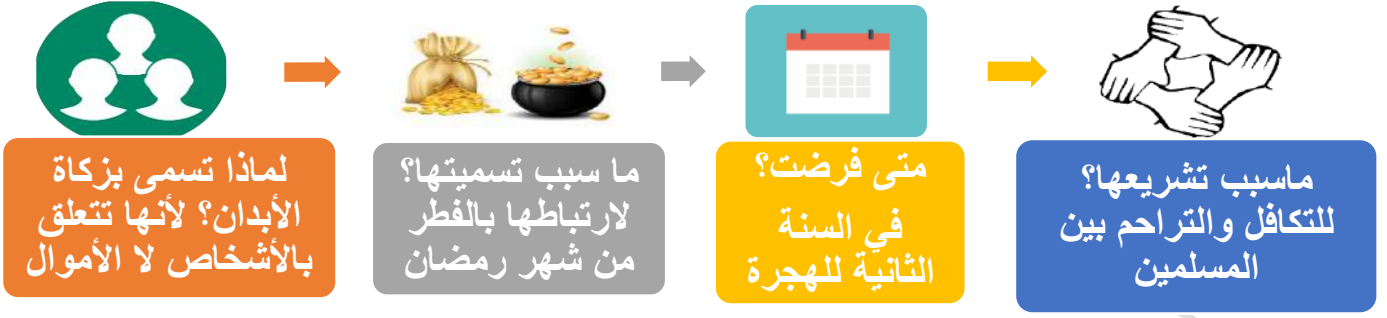 لماذا تسمى بزكاة
الأبدان؟ لأنها تتعلق
بالأشخاص لا الأموال
ما سبب تسميتها؟
لارتباطها بالفطر
من شهر رمضان
متى فرضت؟
في السنة
الثانية للهجرة
ماسبب تشريعها؟
للتكافل والتراحم بين
المسلمين